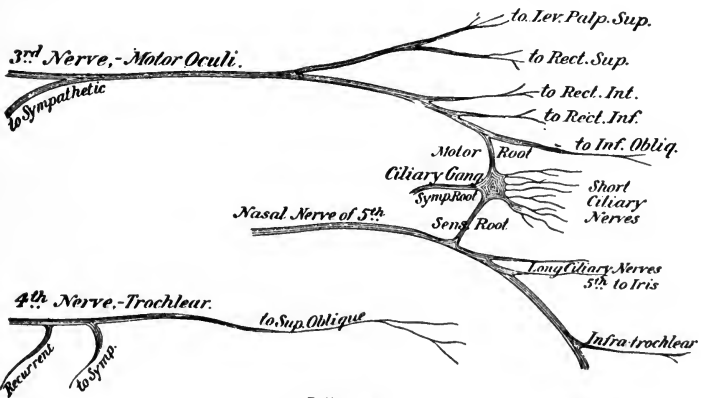 to Lev. Palp. Sup.
3rd Nerve,-Motor Oculi.
to Rect. Sup.
to Sympathetic
to Rect. Int.
to Rect. Inf.
to Inf. Obliq.
Motor Root
Ciliary Gang
Symp. Root
Short
Ciliary
Nerves
Nasal Nerve of 5th
Sens. Root
Long Ciliary Nerves
5th to Iris
4th Nerve,-Trochlear.
to Sup. Oblique
Infra-trochlear
Recurrent
to Symp.